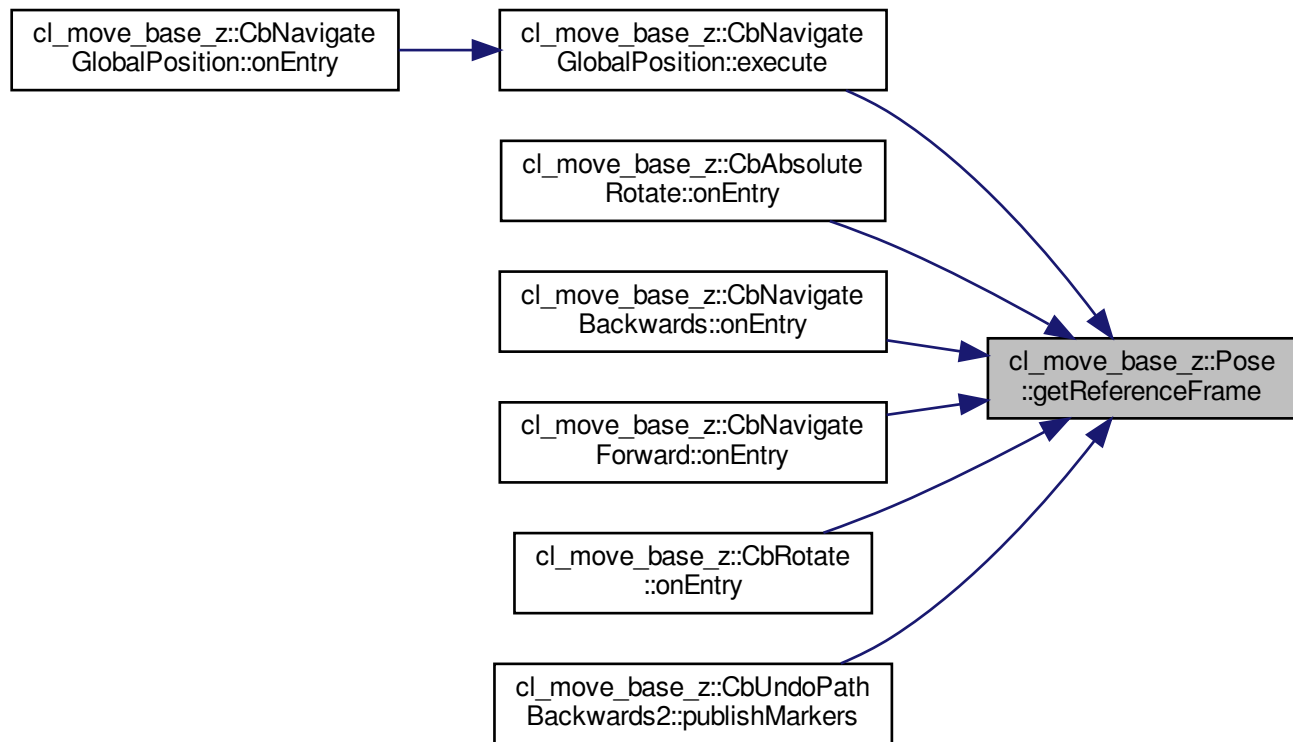 cl_move_base_z::CbNavigate
GlobalPosition::onEntry
cl_move_base_z::CbNavigate
GlobalPosition::execute
cl_move_base_z::CbAbsolute
Rotate::onEntry
cl_move_base_z::CbNavigate
Backwards::onEntry
cl_move_base_z::CbNavigate
Forward::onEntry
cl_move_base_z::CbRotate
::onEntry
cl_move_base_z::CbUndoPath
Backwards2::publishMarkers
cl_move_base_z::Pose
::getReferenceFrame